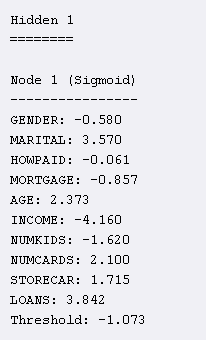 Hidden 1
========
Node 1 (Sigmoid)
----------------
GENDER: -0.580
MARITAL: 3.570
HOWPAID: -0.061
MORTGAGE: -0.857
AGE: 2.373
INCOME: -4.160
NUMKIDS: -1.620
NUMCARDS: 2.100
STORECAR: 1.715
LOANS: 3.842
Threshold: -1.073